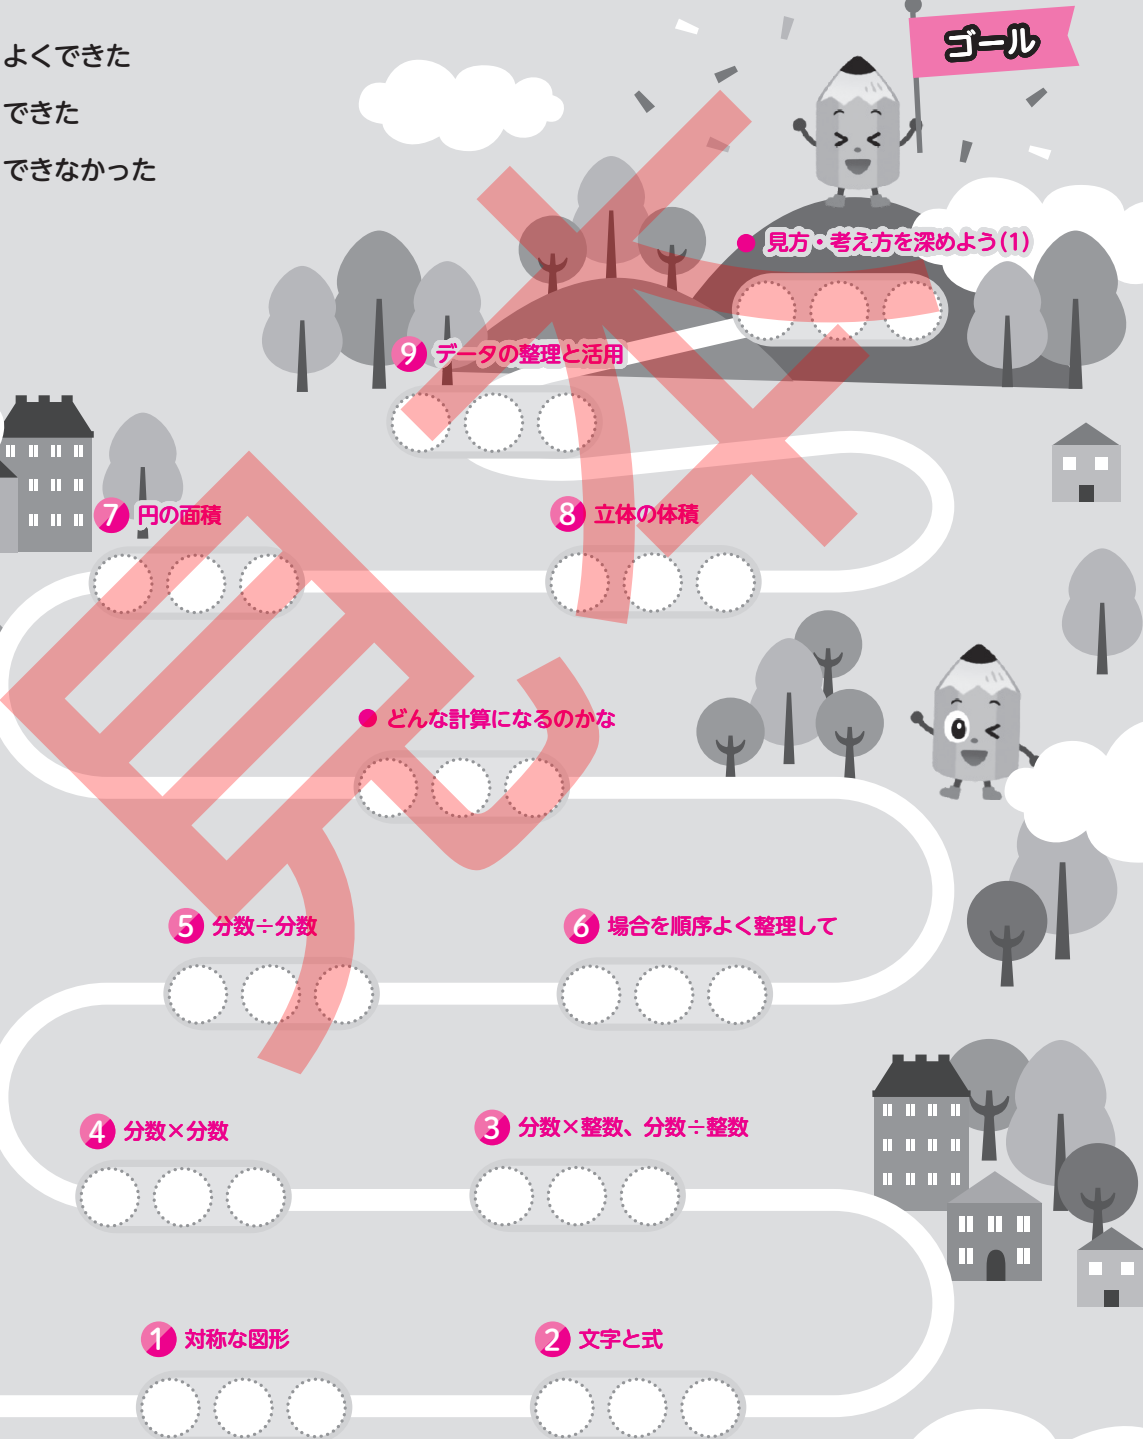 よくできた
できた
できなかった
ゴール
● 見方・考え方を深めよう(1)
9 データの整理と活用
7 円の面積
8 立体の体積
● どんな計算になるのかな
5 分数÷分数
6 場合を順序よく整理して
4 分数×分数
3 分数×整数、分数÷整数
1 対称な図形
2 文字と式
見本